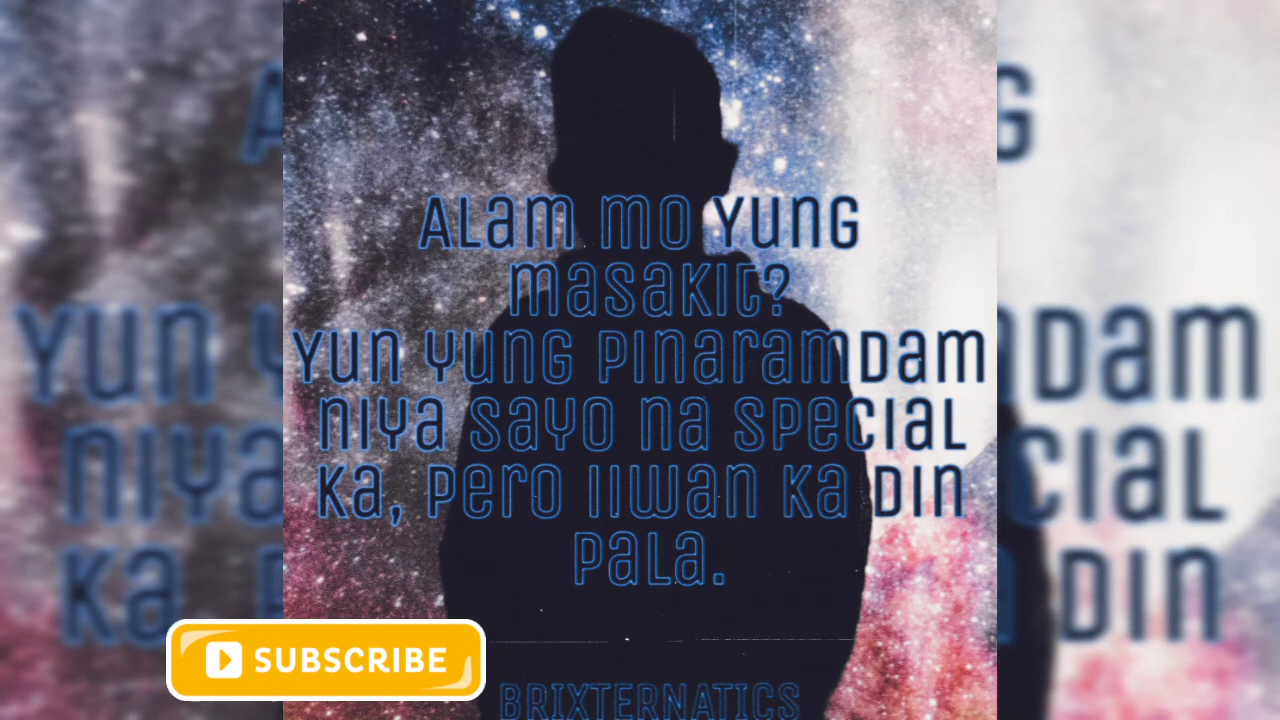 Alam mo yung
masakit?
Yun yung pinaramdam
niya sayo na special
ka, pero iiwan ka din
pala.
SUBSCRIBE
BRIXTERNATICS